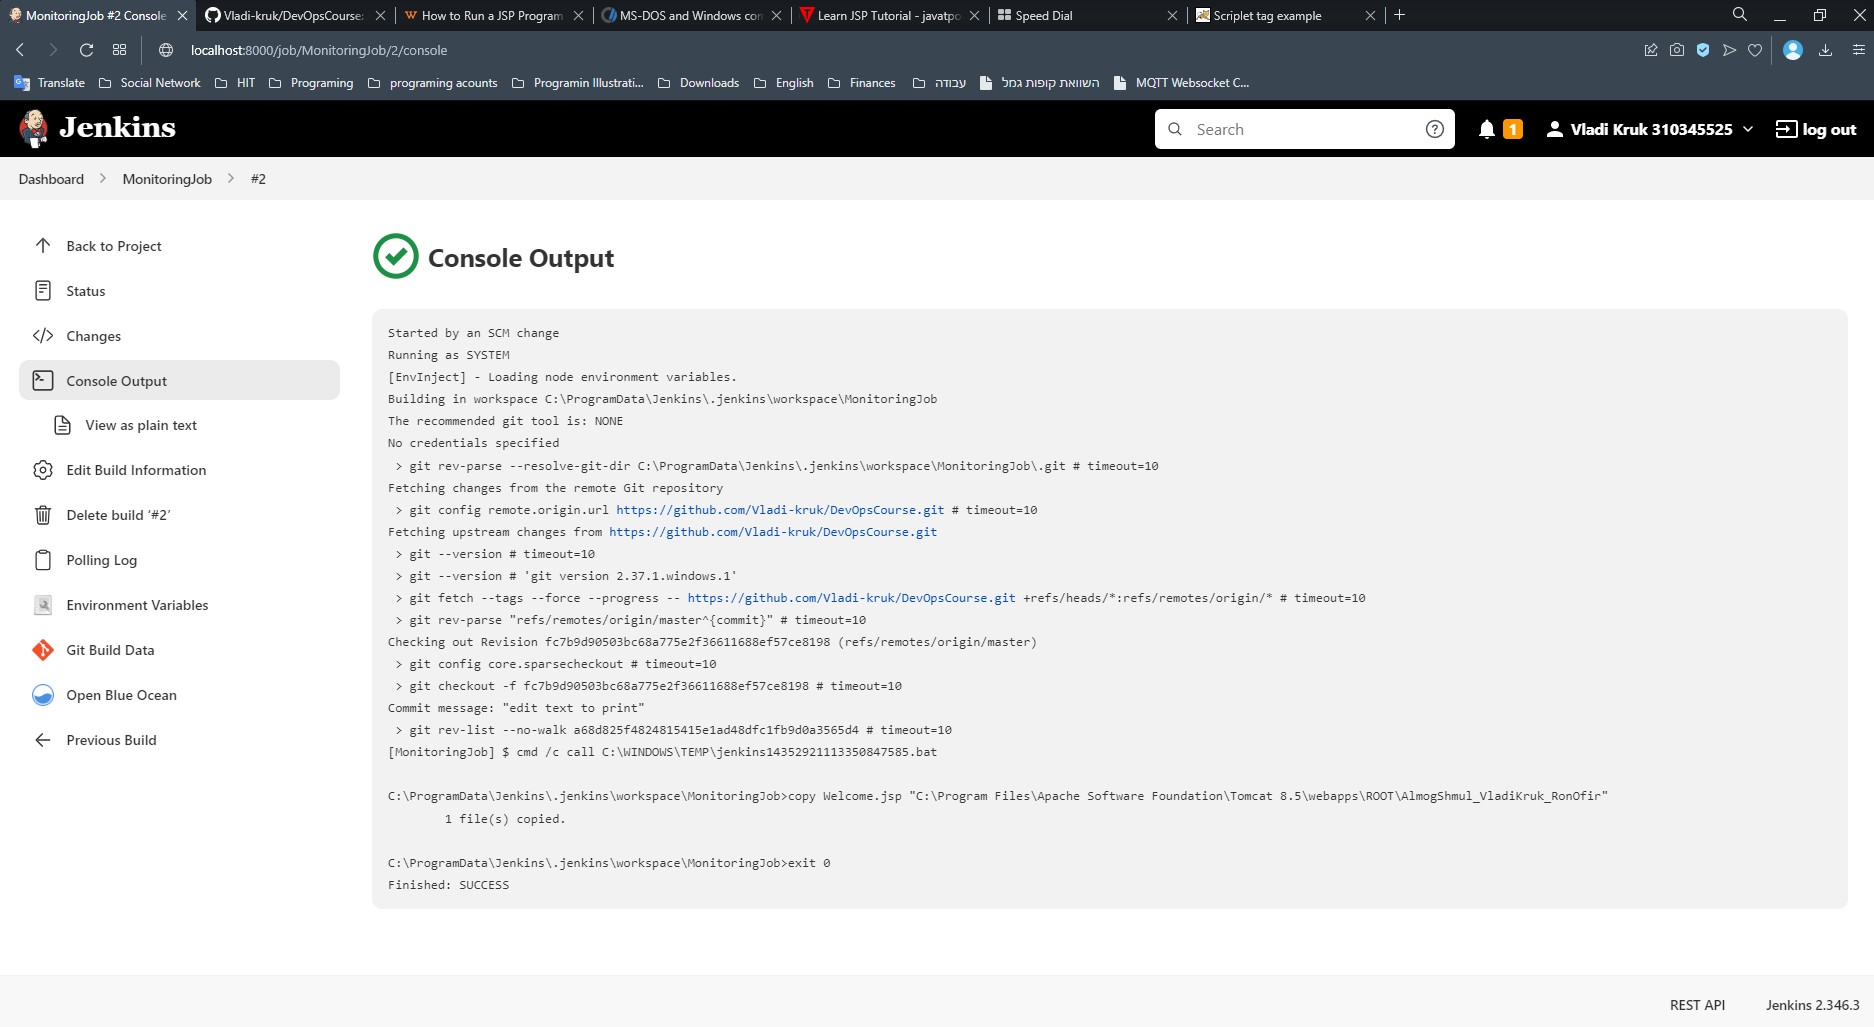 MonitoringJob #2 Console
Vladi-kruk/DevOpsCourse:
How to Run a JSP Program
MS-DOS and Windows con
Learn JSP Tutorial - javatpo
Speed Dial
Scriplet tag example
localhost:8000/job/MonitoringJob/2/console
Translate
Social Network
HIT
Programing
programing acounts
Programin Illustrati...
Downloads
English
Finances
עבודה
השוואת קופות גמל
MQTT Websocket C...
Jenkins
Search
1
Vladi Kruk 310345525
log out
Dashboard
MonitoringJob
#2
Back to Project
Status
Changes
Console Output
View as plain text
Edit Build Information
Delete build ‘#2’
Polling Log
Environment Variables
Git Build Data
Open Blue Ocean
Previous Build
Console Output
Started by an SCM change
Running as SYSTEM
[EnvInject] - Loading node environment variables.
Building in workspace C:\ProgramData\Jenkins\.jenkins\workspace\MonitoringJob
The recommended git tool is: NONE
No credentials specified
> git rev-parse --resolve-git-dir C:\ProgramData\Jenkins\.jenkins\workspace\MonitoringJob\.git # timeout=10
Fetching changes from the remote Git repository
> git config remote.origin.url https://github.com/Vladi-kruk/DevOpsCourse.git # timeout=10
Fetching upstream changes from https://github.com/Vladi-kruk/DevOpsCourse.git
> git --version # timeout=10
> git --version # 'git version 2.37.1.windows.1'
> git fetch --tags --force --progress -- https://github.com/Vladi-kruk/DevOpsCourse.git +refs/heads/*:refs/remotes/origin/* # timeout=10
> git rev-parse "refs/remotes/origin/master^{commit}" # timeout=10
Checking out Revision fc7b9d90503bc68a775e2f36611688ef57ce8198 (refs/remotes/origin/master)
> git config core.sparsecheckout # timeout=10
> git checkout -f fc7b9d90503bc68a775e2f36611688ef57ce8198 # timeout=10
Commit message: "edit text to print"
> git rev-list --no-walk a68d825f4824815415e1ad48dfc1fb9d0a3565d4 # timeout=10
[MonitoringJob] $ cmd /c call C:\WINDOWS\TEMP\jenkins14352921113350847585.bat
C:\ProgramData\Jenkins\.jenkins\workspace\MonitoringJob>copy Welcome.jsp "C:\Program Files\Apache Software Foundation\Tomcat 8.5\webapps\ROOT\AlmogShmul_VladiKruk_RonOfir"
1 file(s) copied.
C:\ProgramData\Jenkins\.jenkins\workspace\MonitoringJob>exit 0
Finished: SUCCESS
REST API
Jenkins 2.346.3